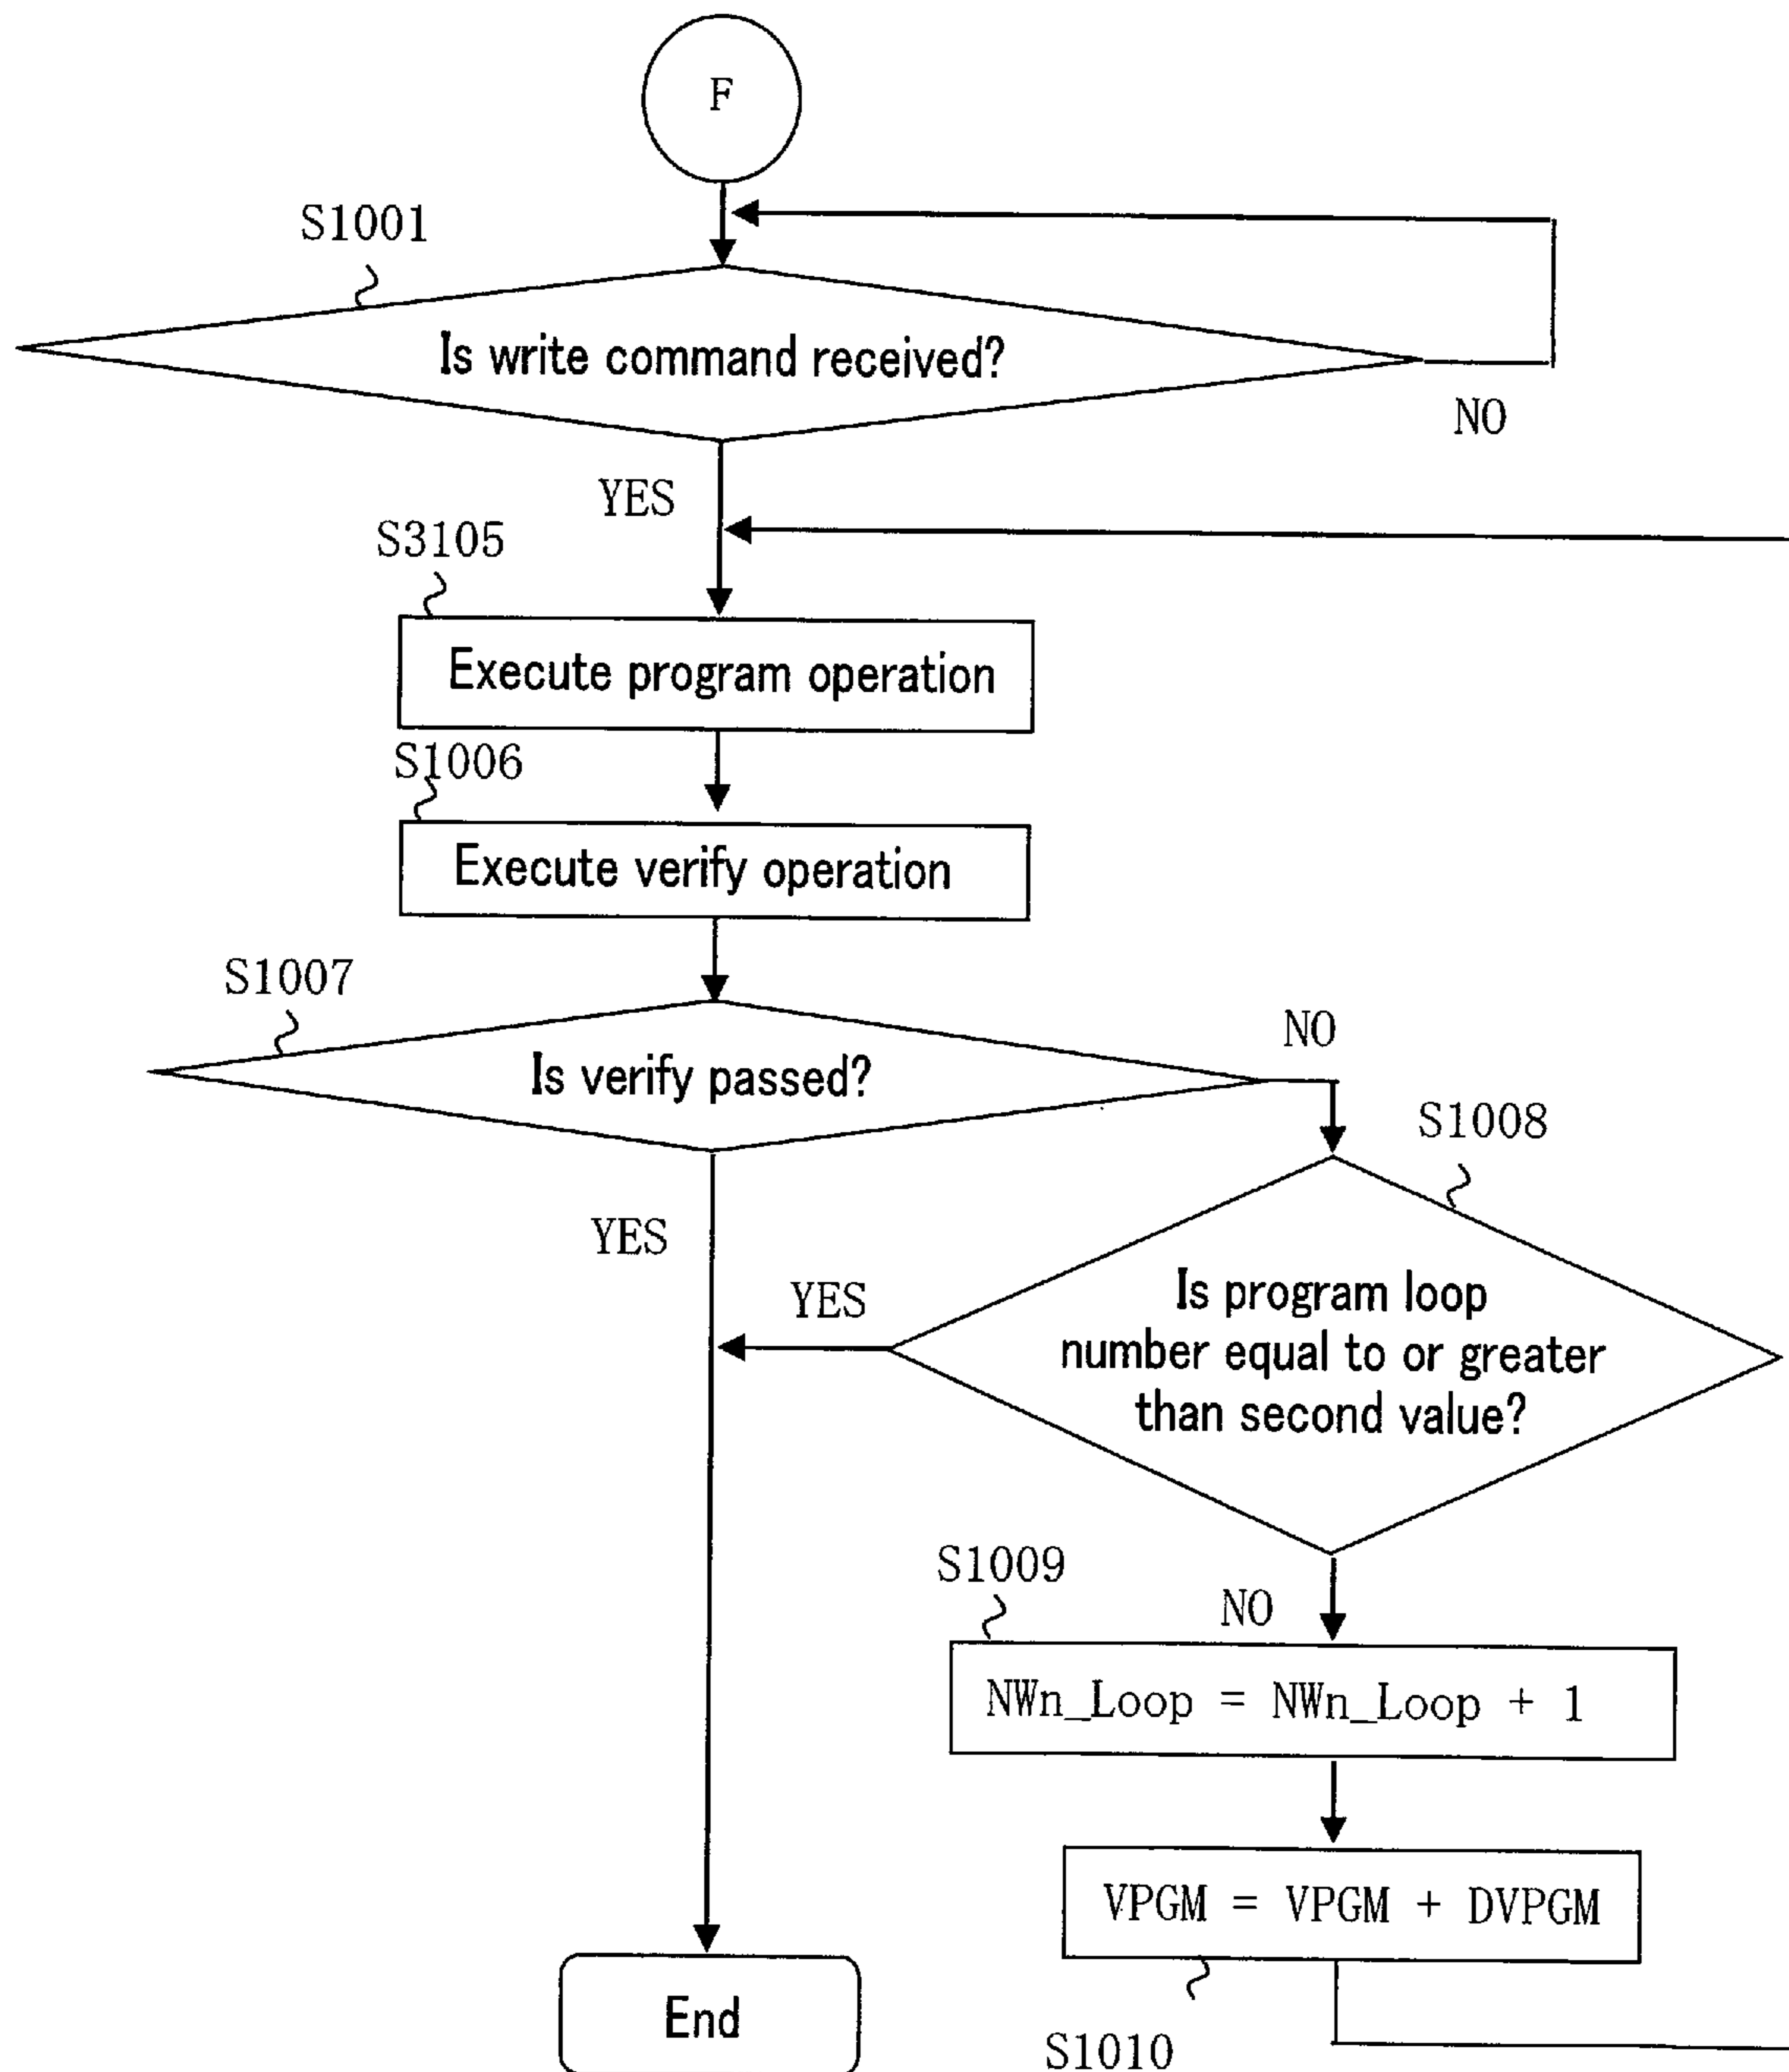 F
S1001
Is write command received?
NO
YES
S3105
Execute program operation
S1006
Execute verify operation
S1007
Is verify passed?
NO
S1008
YES
YES
Is program loop
number equal to or greater
than second value?
S1009
NO
NWn_Loop = NWn_Loop + 1
VPGM = VPGM + DVPGM
End
S1010